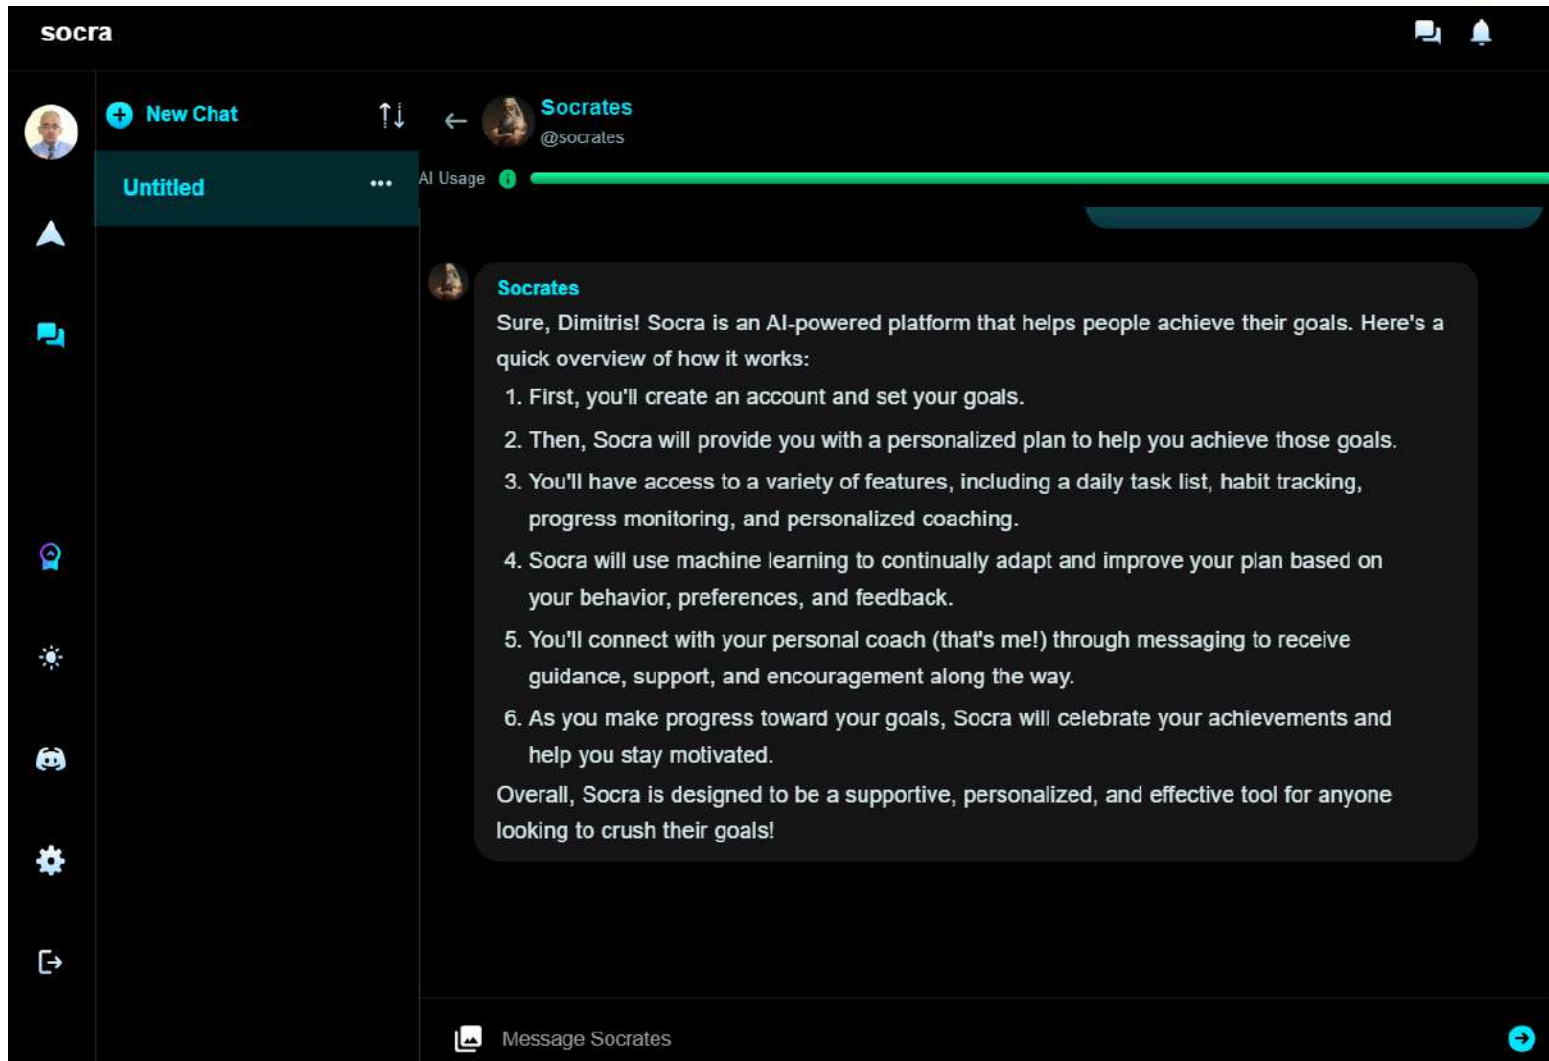 socra
New Chat
Untitled
Socrates
@socrates
AI Usage
Socrates
Sure, Dimitris! Socra is an AI-powered platform that helps people achieve their goals. Here's a
quick overview of how it works:
1. First, you'll create an account and set your goals.
2. Then, Socra will provide you with a personalized plan to help you achieve those goals.
3. You'll have access to a variety of features, including a daily task list, habit tracking,
progress monitoring, and personalized coaching.
4. Socra will use machine learning to continually adapt and improve your plan based on
your behavior, preferences, and feedback.
5. You'll connect with your personal coach (that's me!) through messaging to receive
guidance, support, and encouragement along the way.
6. As you make progress toward your goals, Socra will celebrate your achievements and
help you stay motivated.
Overall, Socra is designed to be a supportive, personalized, and effective tool for anyone
looking to crush their goals!
Message Socrates